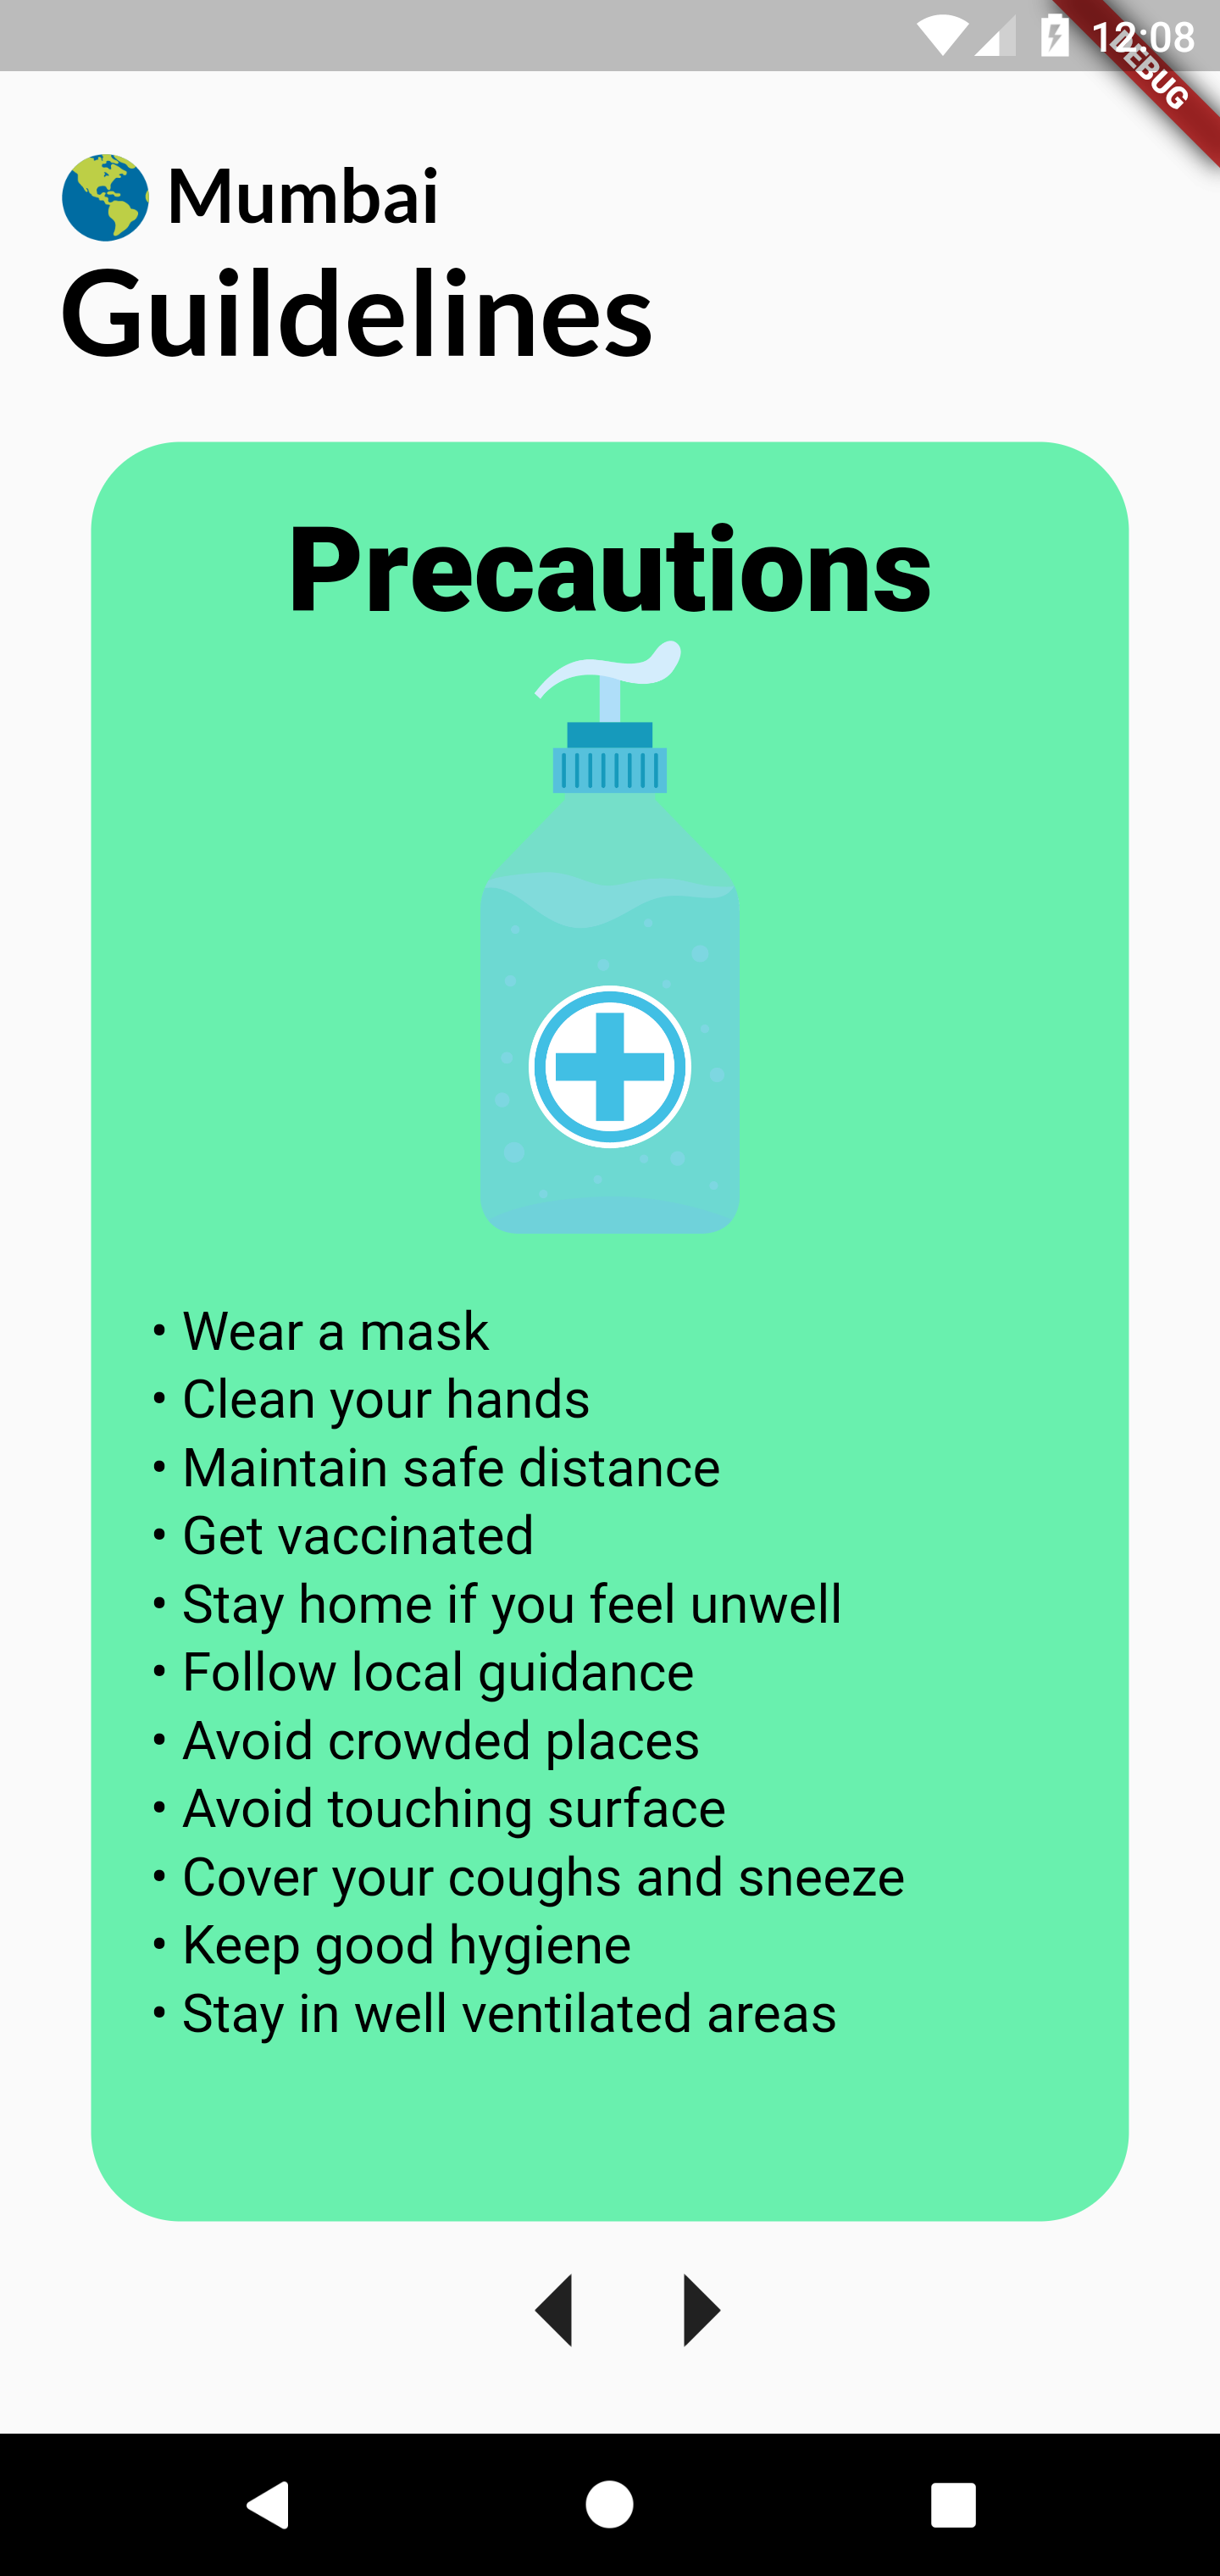 12:08
DEBUG
Mumbai
Guildelines
Precautions
• Wear a mask
• Clean your hands
• Maintain safe distance
• Get vaccinated
• Stay home if you feel unwell
• Follow local guidance
• Avoid crowded places
• Avoid touching surface
• Cover your coughs and sneeze
• Keep good hygiene
• Stay in well ventilated areas